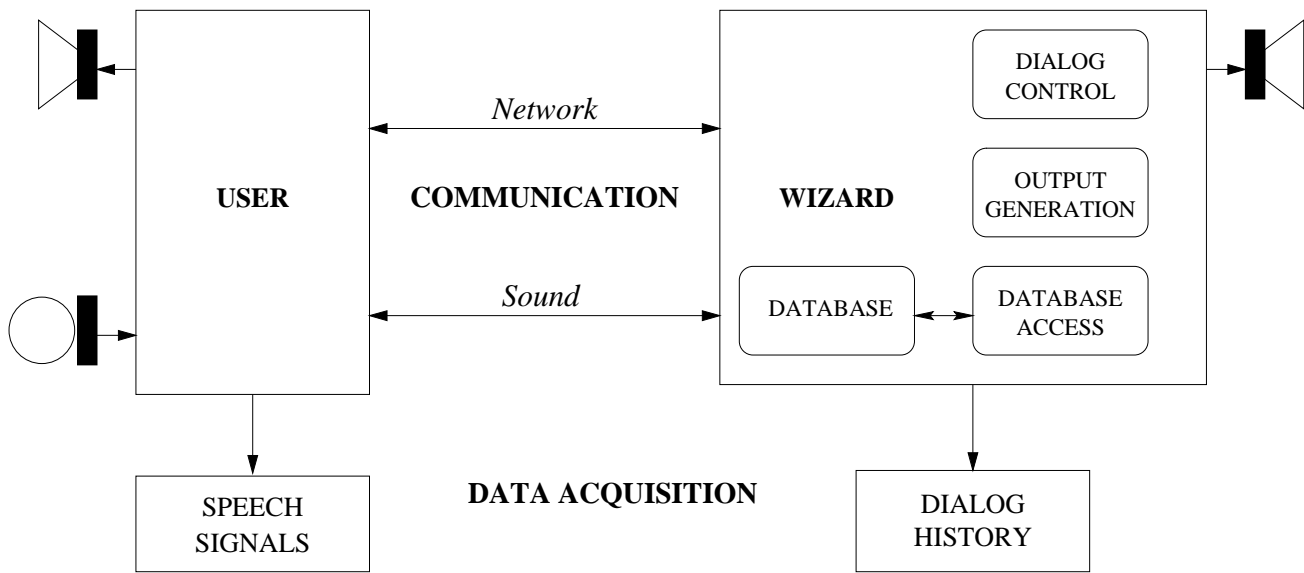 DIALOG
CONTROL
Network
USER
COMMUNICATION
WIZARD
OUTPUT
GENERATION
Sound
DATABASE
DATABASE
ACCESS
SPEECH
SIGNALS
DATA ACQUISITION
DIALOG
HISTORY